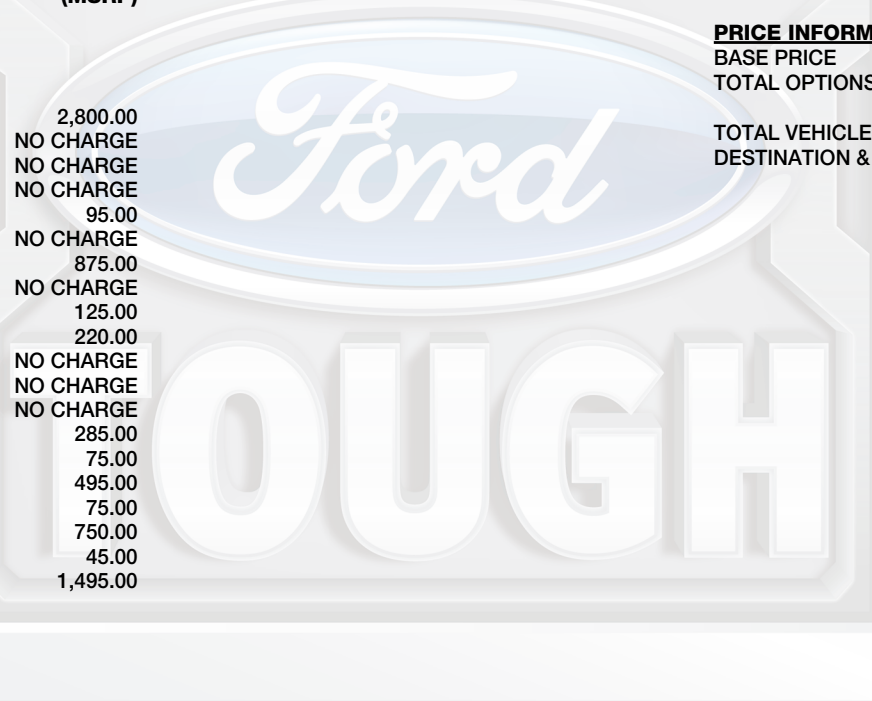 (MSRP)
2,800.00
NO CHARGE
NO CHARGE
NO CHARGE
95.00
NO CHARGE
875.00
NO CHARGE
125.00
220.00
NO CHARGE
NO CHARGE
NO CHARGE
285.00
75.00
495.00
75.00
750.00
45.00
1,495.00
PRICE INFORM
BASE PRICE
TOTAL OPTIONS
TOTAL VEHICLE
DESTINATION &
Ford
TOUGH